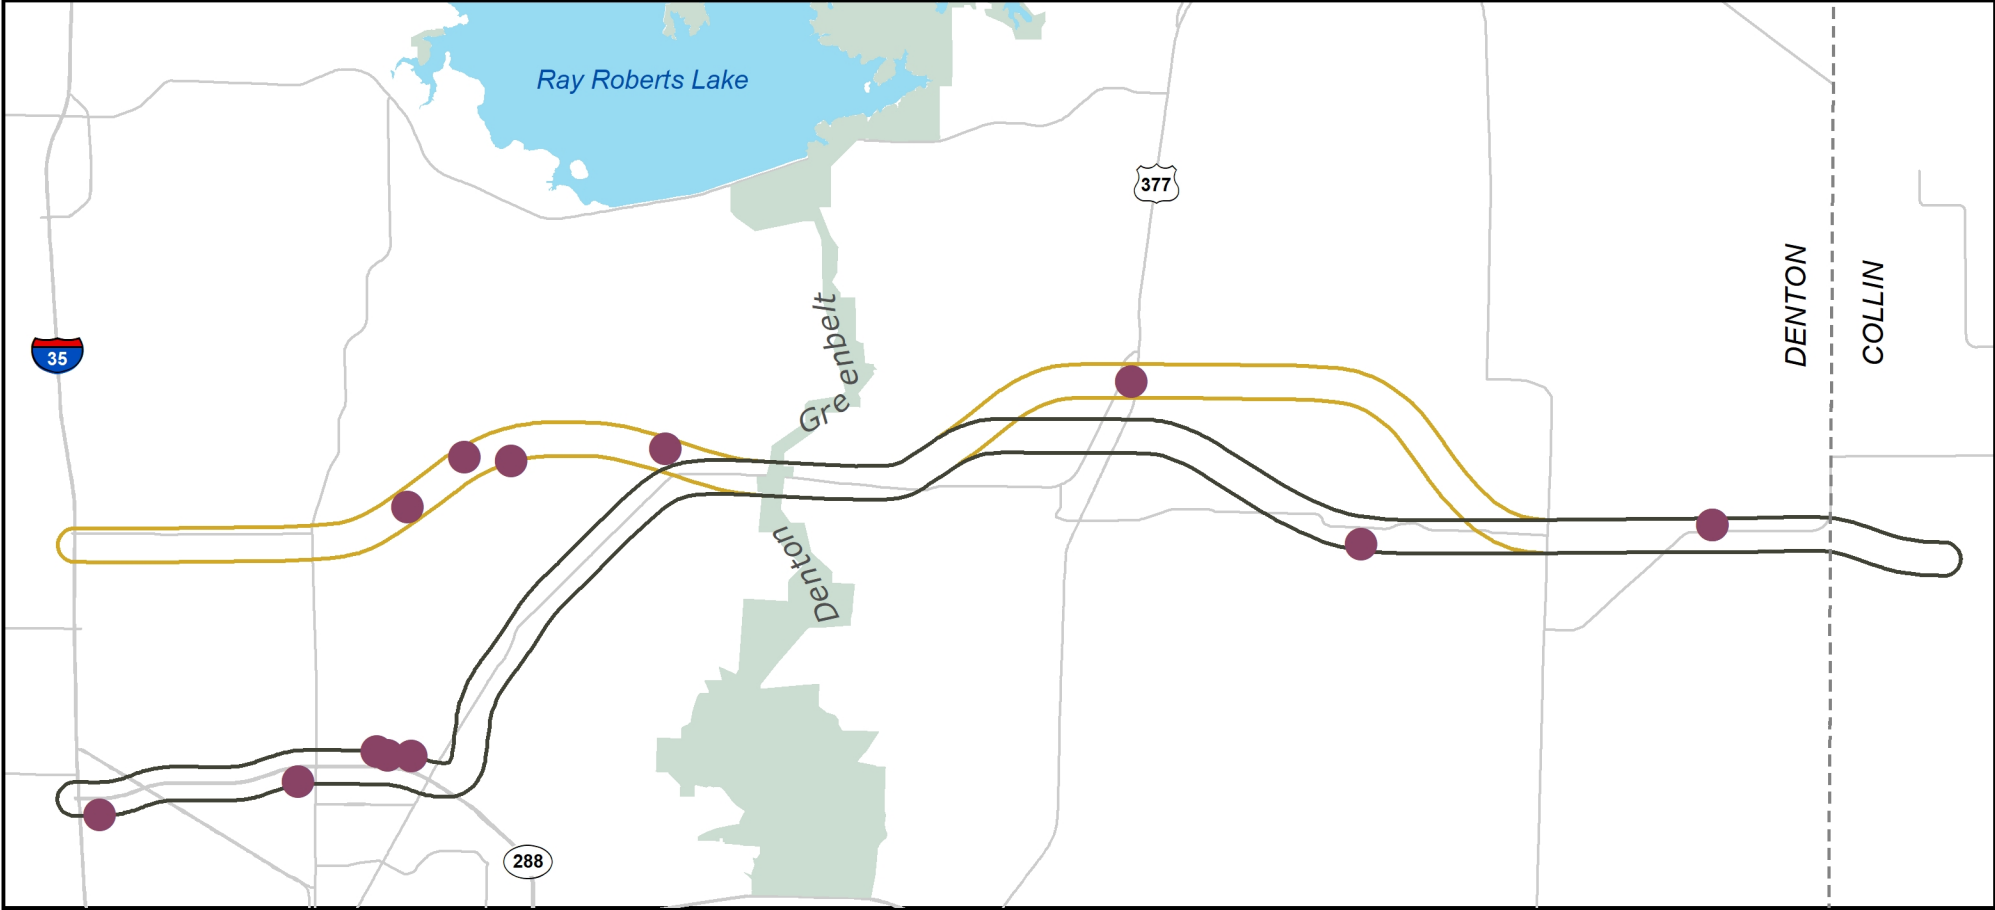 Ray Roberts Lake
377
DENTON
COLLIN
35
Greenbelt
Denton
288